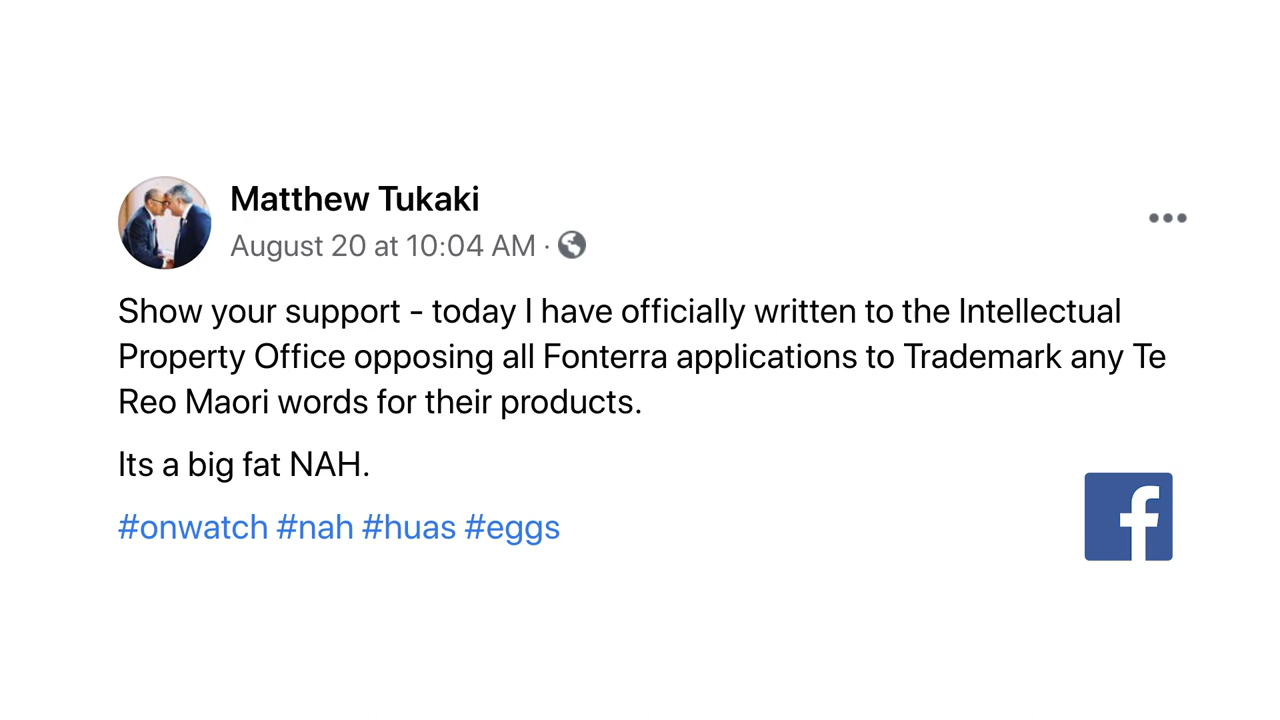 Matthew Tukaki
August 20 at 10:04 AM ·
Show your support - today I have officially written to the Intellectual
Property Office opposing all Fonterra applications to Trademark any Te
Reo Maori words for their products.
Its a big fat NAH.
#onwatch #nah #huas #eggs
f